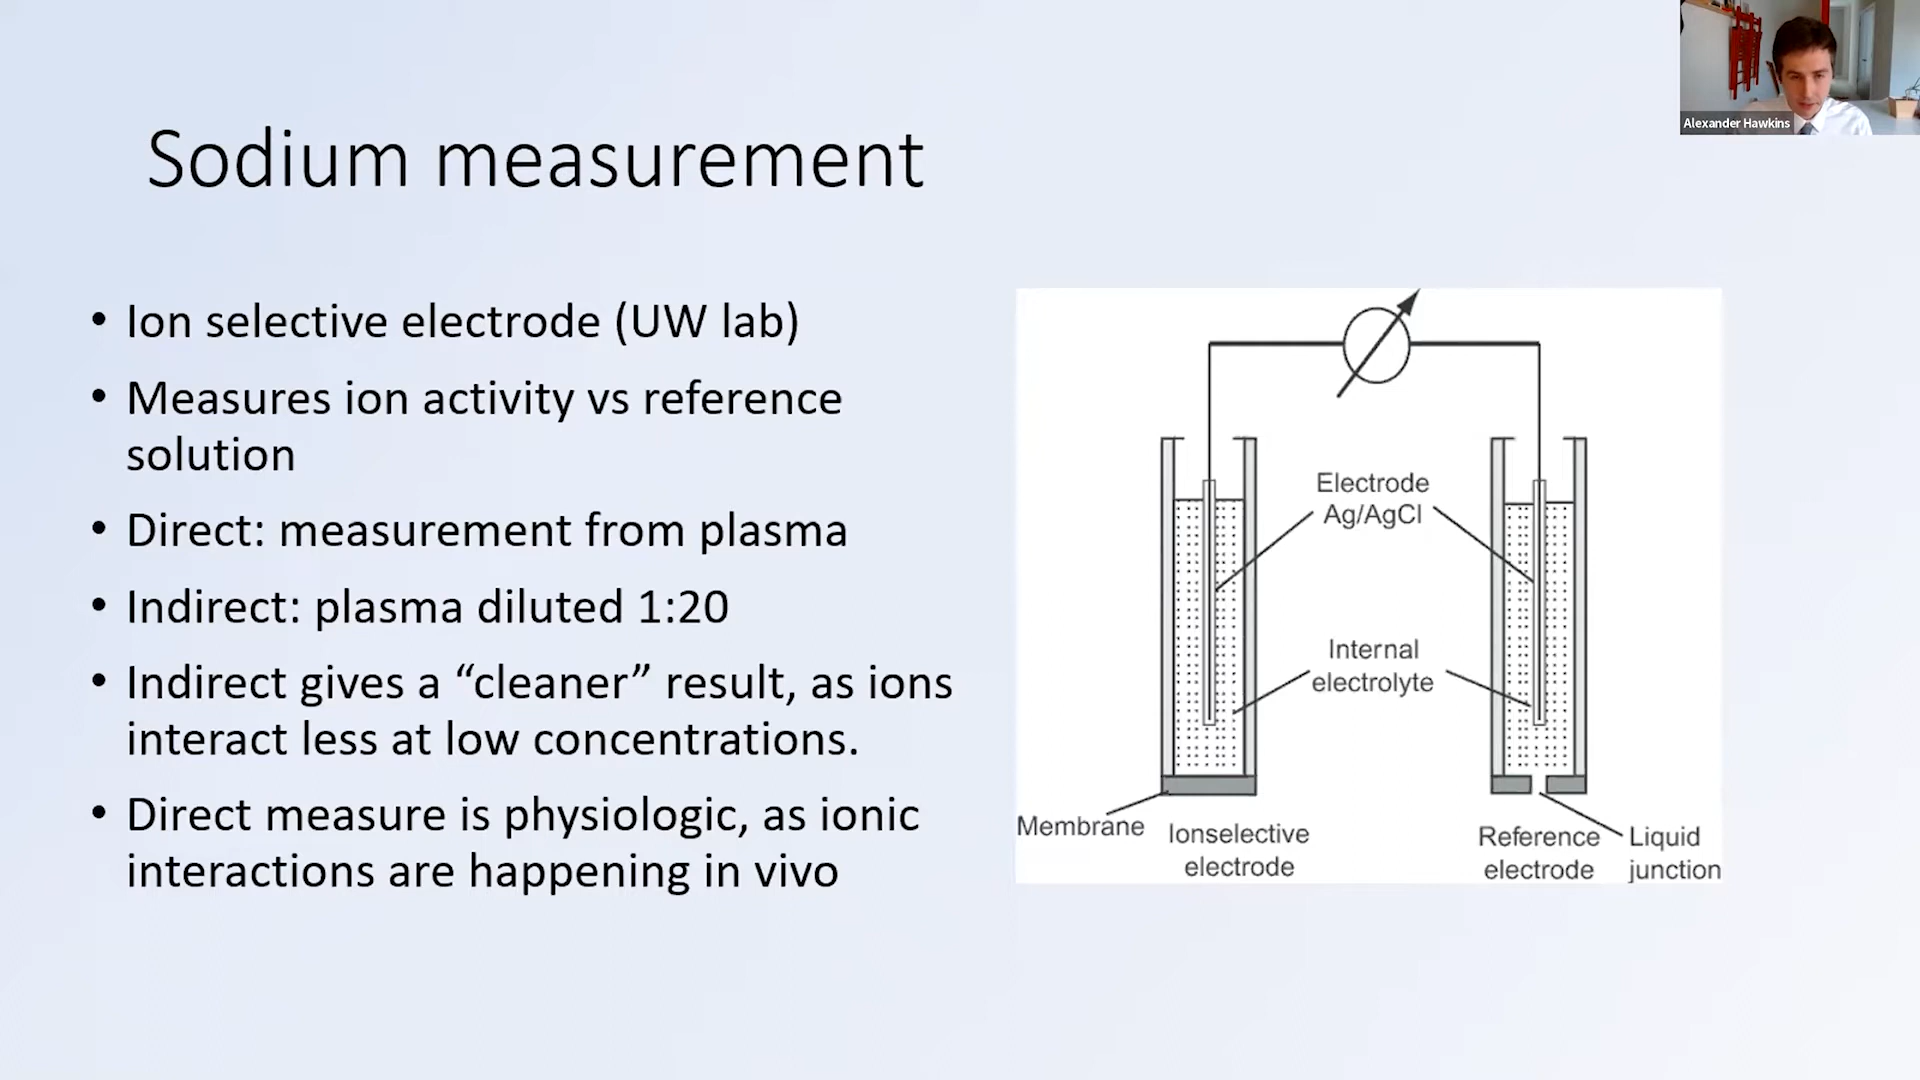 Alexander Hawkins
Sodium measurement
• Ion selective electrode (UW lab)
• Measures ion activity vs reference
solution
• Direct: measurement from plasma
• Indirect: plasma diluted 1:20
• Indirect gives a “cleaner” result, as ions
interact less at low concentrations.
• Direct measure is physiologic, as ionic
interactions are happening in vivo
Electrode
Ag/AgCl
Internal
electrolyte
Membrane
Ionselective
electrode
Reference
electrode
Liquid
junction